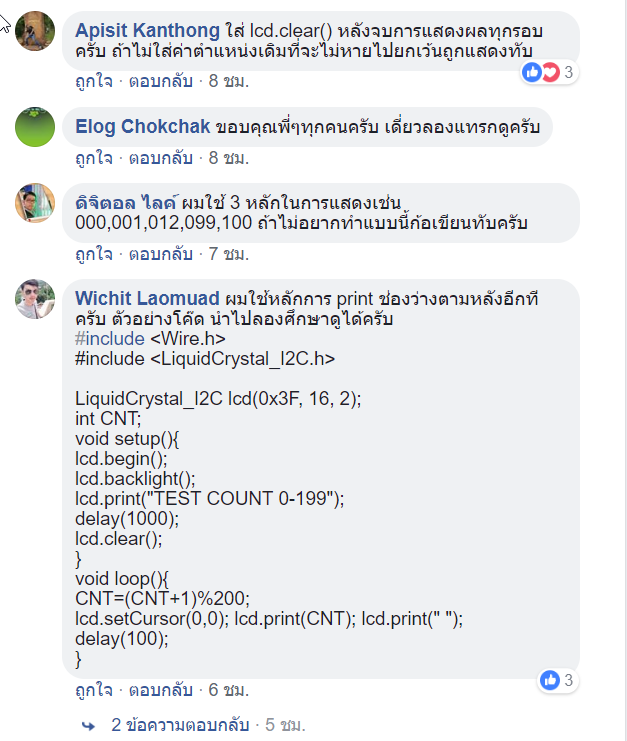 Apisit Kanthong ใส่ lcd.clear() หลังจบการแสดงผลทุกรอบ
ครับ ถ้าไม่ใส่ค่าตำแหน่งเดิมที่จะไม่หายไปยกเว้นถูกแสดงทับ
3
ถูกใจ · ตอบกลับ · 8 ชม.
Elog Chokchak ขอบคุณพี่ๆทุกคนครับ เดี่ยวลองแทรกดูครับ
ถูกใจ · ตอบกลับ · 8 ชม.
ดิจิตอล ไลค์ ผมใช้ 3 หลักในการแสดงเช่น
000,001,012,099,100 ถ้าไม่อยากทำแบบนี้ก้อเขียนทับครับ
ถูกใจ · ตอบกลับ · 7 ชม.
Wichit Laomuad ผมใช้หลักการ print ช่องว่างตามหลังอีกที
ครับ ตัวอย่างโค๊ด นำไปลองศึกษาดูได้ครับ
#include <Wire.h>
#include <LiquidCrystal_I2C.h>
LiquidCrystal_I2C lcd(0x3F, 16, 2);
int CNT;
void setup(){
lcd.begin();
lcd.backlight();
lcd.print("TEST COUNT 0-199");
delay(1000);
lcd.clear();
}
void loop(){
CNT=(CNT+1)%200;
lcd.setCursor(0,0); lcd.print(CNT); lcd.print(" ");
delay(100);
}
3
ถูกใจ · ตอบกลับ · 6 ชม.
2 ข้อความตอบกลับ · 5 ชม.